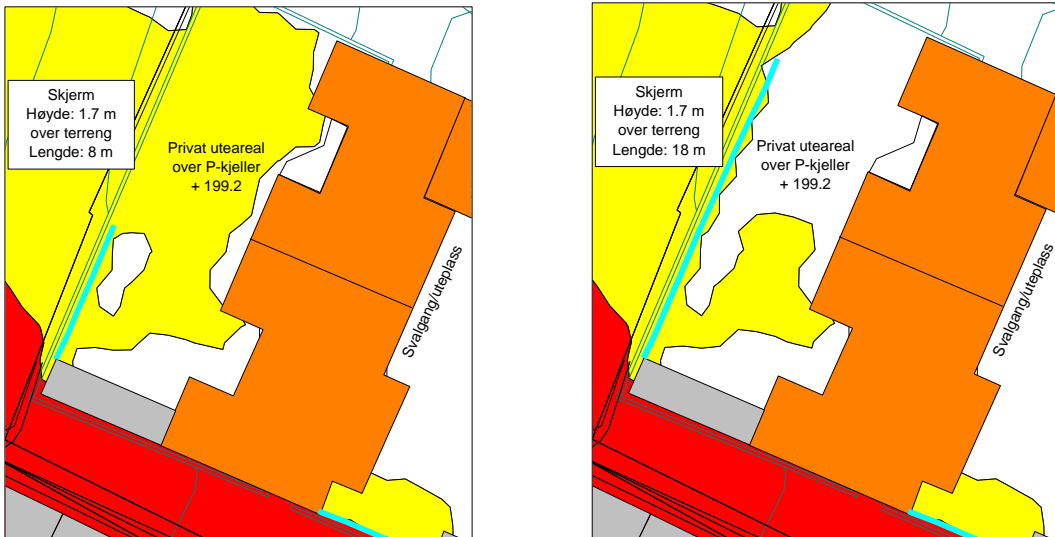 Skjerm
Høyde: 1.7 m
over terreng
Lengde: 8 m
Privat uteareal
over P-kjeller
+ 199.2
Svalgang/uteplass
Skjerm
Høyde: 1.7 m
over terreng
Lengde: 18 m
Privat uteareal
over P-kjeller
+ 199.2
Svalgang/uteplass